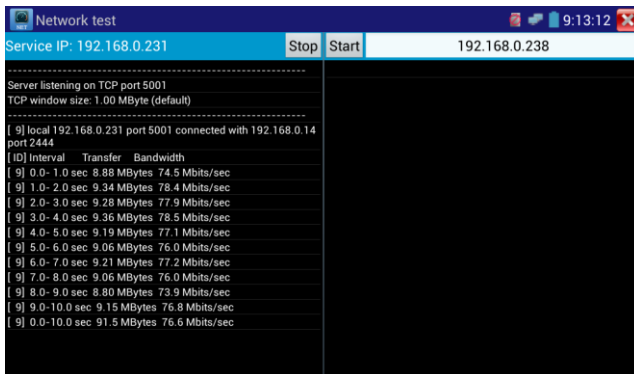 Network test
9:13:12
Service IP: 192.168.0.231
Stop
Start
192.168.0.238
------------------------------------------------------------
Server listening on TCP port 5001
TCP window size: 1.00 MByte (default)
------------------------------------------------------------
[ 9] local 192.168.0.231 port 5001 connected with 192.168.0.14
port 2444
[ ID] Interval Transfer Bandwidth
[ 9] 0.0- 1.0 sec 8.88 MBytes 74.5 Mbits/sec
[ 9] 1.0- 2.0 sec 9.34 MBytes 78.4 Mbits/sec
[ 9] 2.0- 3.0 sec 9.28 MBytes 77.9 Mbits/sec
[ 9] 3.0- 4.0 sec 9.36 MBytes 78.5 Mbits/sec
[ 9] 4.0- 5.0 sec 9.19 MBytes 77.1 Mbits/sec
[ 9] 5.0- 6.0 sec 9.06 MBytes 76.0 Mbits/sec
[ 9] 6.0- 7.0 sec 9.21 MBytes 77.2 Mbits/sec
[ 9] 7.0- 8.0 sec 9.06 MBytes 76.0 Mbits/sec
[ 9] 8.0- 9.0 sec 8.80 MBytes 73.9 Mbits/sec
[ 9] 9.0-10.0 sec 9.15 MBytes 76.8 Mbits/sec
[ 9] 0.0-10.0 sec 91.5 MBytes 76.6 Mbits/sec